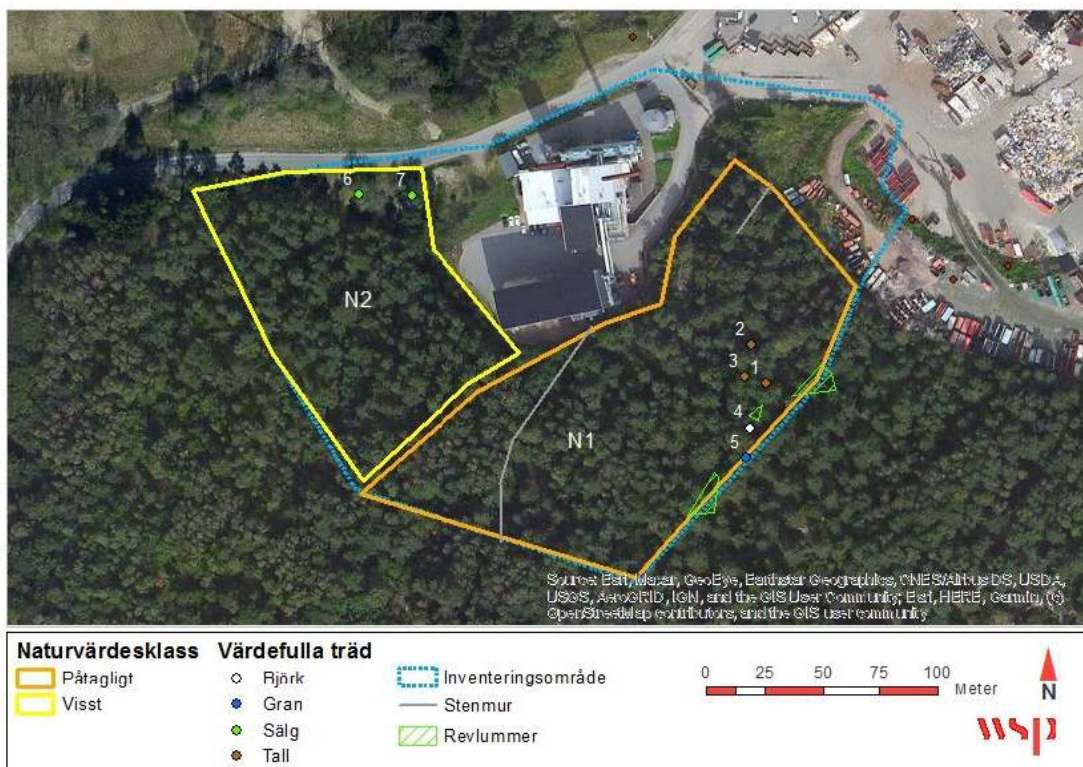 6 7
N2
2
3 1
4
N1 5
Source: Esri, Maxar, GeoEye, Earthstar Geographics, CNES/Airbus DS, USDA,
USGS, AeroGRID, IGN, and the GIS User Community; Esri, HERE, Garmin, (c)
OpenStreetMap contributors, and the GIS user community
Naturvärdesklass
Påtagligt
Visst
Värdefulla träd
Björk
Gran
Sälg
Tall
Inventeringsområde
Stenmur
Revlummer
0 25 50 75 100
Meter
N
wsp